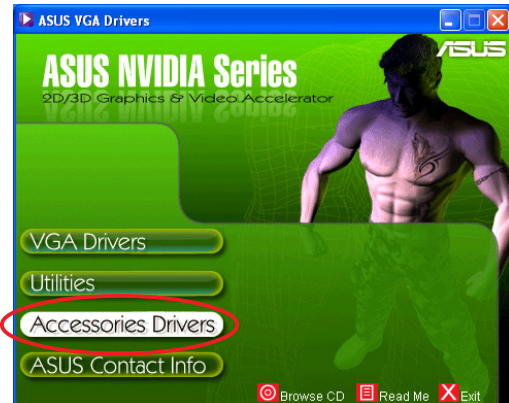 ASUS VGA Drivers
ASUS
ASUS NVIDIA Series
2D/3D Graphics & Video Accelerator
VGA Drivers
Utilities
Accessories Drivers
ASUS Contact Info
Browse CD Read Me Exit